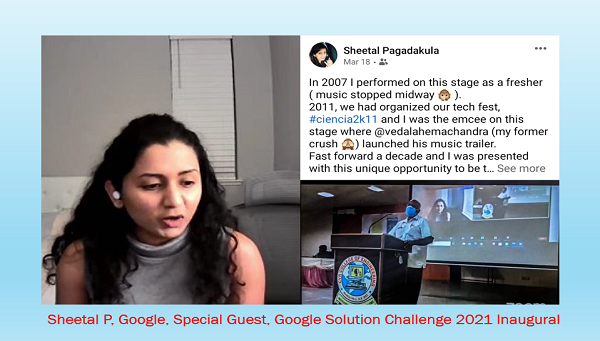 Sheetal Pagadakula
Mar 18 ·
In 2007 I performed on this stage as a fresher
( music stopped midway 🙊 ).
2011, we had organized our tech fest,
#ciencia2k11 and I was the emcee on this
stage where @vedalahemachandra (my former
crush 🙈) launched his music trailer.
Fast forward a decade and I was presented
with this unique opportunity to be t... See more
zoom
Sheetal P, Google, Special Guest, Google Solution Challenge 2021 Inaugural